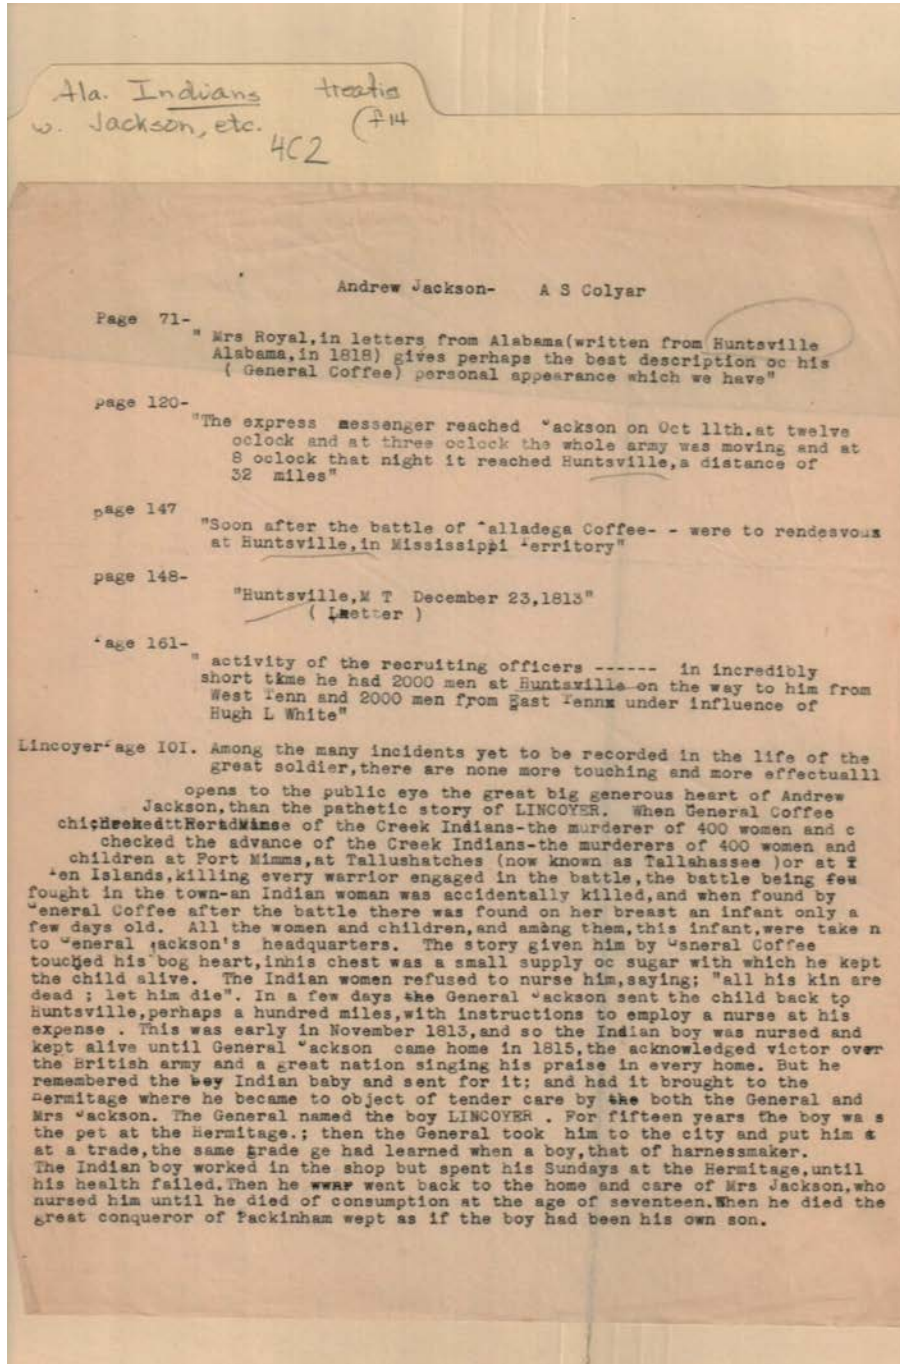 Ala. Indians treatie
w. Jackson, etc. (f14
4C2
Andrew Jackson- A S Colyar
Page 71-
" Mrs Royal,in letters from Alabama(written from Huntsville
Alabama,in 1818) gives perhaps the best description oc his
( General Coffee) personal appearance which we have"
page 120-
"The express messenger reached "ackson on Oct 11th.at twelve
oclock and at three oclock the whole army was moving and at
8 oclock that night it reached Huntsville,a distance of
32 miles"
page 147
"Soon after the battle of "alladega Coffee- - were to rendesvous
at Huntsville,in Mississippi "erritory"
page 148-
"Huntsville,M T December 23,1813"
( Letter )
"age 161-
" activity of the recruiting officers ------ in incredibly
short time he had 2000 men at Huntsville on the way to him from
West Tenn and 2000 men from East Tenn under influence of
Hugh L White"
Lincoyer"age IOI. Among the many incidents yet to be recorded in the life of the
great soldier,there are none more touching and more effectualll
opens to the public eye the great big generous heart of Andrew
Jackson,than the pathetic story of LINCOYER. When General Coffee
of the Creek Indians-the murderer of 400 women and c
checked the advance of the Creek Indians-the murderers of 400 women and
children at Fort Mimms,at Tallushatches (now known as Tallahassee )or at T
"en Islands,killing every warrior engaged in the battle,the battle being feu
fought in the town-an Indian woman was accidentally killed,and when found by
"eneral Coffee after the battle there was found on her breast an infant only a
few days old. All the women and children,and among them,this infant,were take n
to "eneral jackson's headquarters. The story given him by "sneral Coffee
touched his bog heart,inhis chest was a small supply oc sugar with which he kept
the child alive. The Indian women refused to nurse him,saying; "all his kin are
dead ; let him die". In a few days the General "ackson sent the child back to
Huntsville,perhaps a hundred miles,with instructions to employ a nurse at his
expense . This was early in November 1813,and so the Indian boy was nursed and
kept alive until General "ackson came home in 1815,the acknowledged victor over
the British army and a great nation singing his praise in every home. But he
remembered the bey Indian baby and sent for it; and had it brought to the
Hermitage where he became to object of tender care by the both the General and
Mrs "ackson. The General named the boy LINCOYER . For fifteen years the boy wa s
the pet at the Hermitage.; then the General took him to the city and put him a
at a trade,the same trade ge had learned when a boy,that of harnessmaker.
The Indian boy worked in the shop but spent his Sundays at the Hermitage,until
his health failed.Then he wwar went back to the home and care of Mrs Jackson,who
nursed him until he died of consumption at the age of seventeen.When he died the
great conqueror of Packinham wept as if the boy had been his own son.